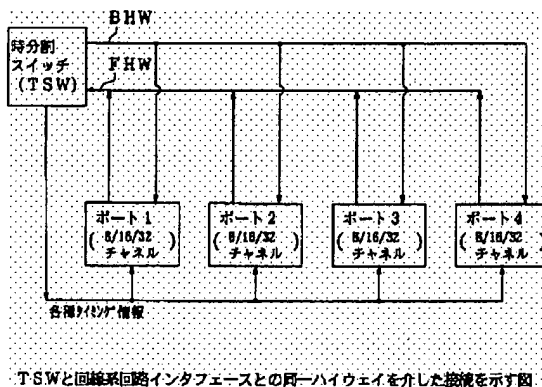 BHW
時分割
スイッチ
(TSW)
FHW
ポート1
(8/16/32)
チャネル
ポート2
(8/16/32)
チャネル
ポート3
(8/16/32)
チャネル
ポート4
(8/16/32)
チャネル
各種タイミング情報
TSWと回線系回路インタフェースとの同一ハイウェイを介した接続を示す図